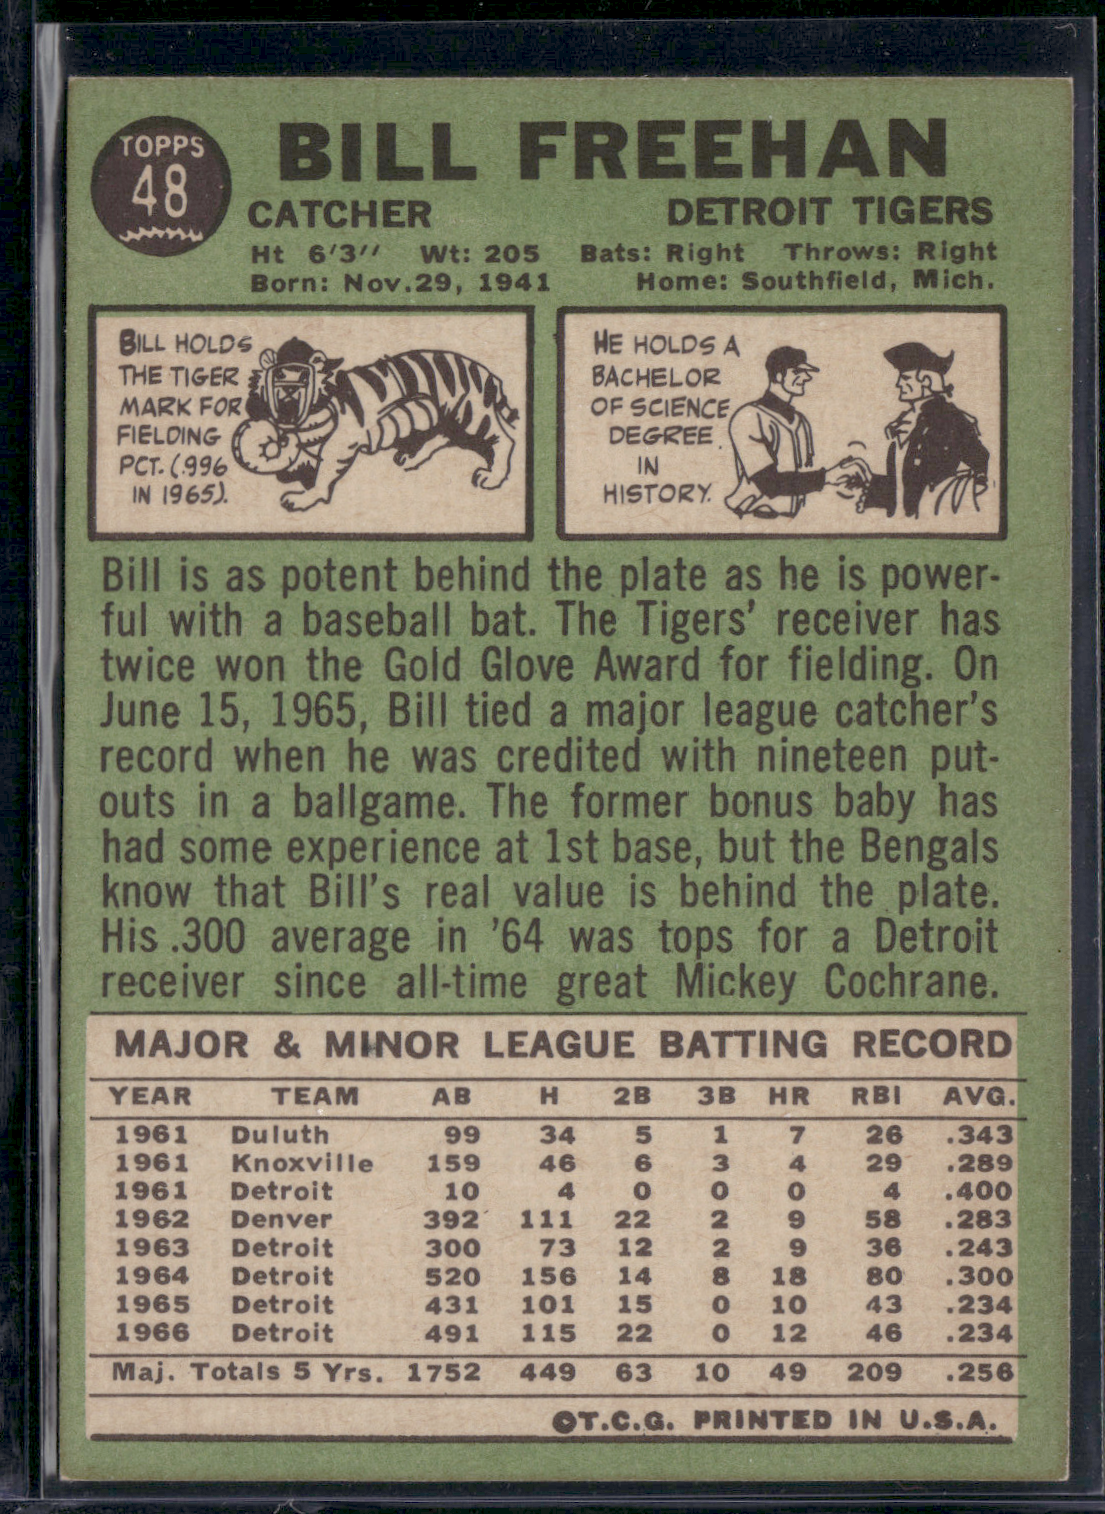 TOPPS
48
BILL FREEHAN
CATCHER DETROIT TIGERS
Ht 6'3'' Wt: 205 Bats: Right Throws: Right
Born: Nov.29, 1941 Home: Southfield, Mich.
BILL HOLDS
THE TIGER
MARK FOR
FIELDING
PCT. (.996
IN 1965).
HE HOLDS A
BACHELOR
OF SCIENCE
DEGREE
IN
HISTORY.
Bill is as potent behind the plate as he is power-
ful with a baseball bat. The Tigers' receiver has
twice won the Gold Glove Award for fielding. On
June 15, 1965, Bill tied a major league catcher's
record when he was credited with nineteen put-
outs in a ballgame. The former bonus baby has
had some experience at 1st base, but the Bengals
know that Bill's real value is behind the plate.
His .300 average in '64 was tops for a Detroit
receiver since all-time great Mickey Cochrane.
MAJOR & MINOR LEAGUE BATTING RECORD
YEAR TEAM AB H 2B 3B HR RBI AVG.
1961 Duluth 99 34 5 1 7 26 .343
1961 Knoxville 159 46 6 3 4 29 .289
1961 Detroit 10 4 0 0 0 4 .400
1962 Denver 392 111 22 2 9 58 .283
1963 Detroit 300 73 12 2 9 36 .243
1964 Detroit 520 156 14 8 18 80 .300
1965 Detroit 431 101 15 0 10 43 .234
1966 Detroit 491 115 22 0 12 46 .234
Maj. Totals 5 Yrs. 1752 449 63 10 49 209 .256
©T.C.G. PRINTED IN U.S.A.